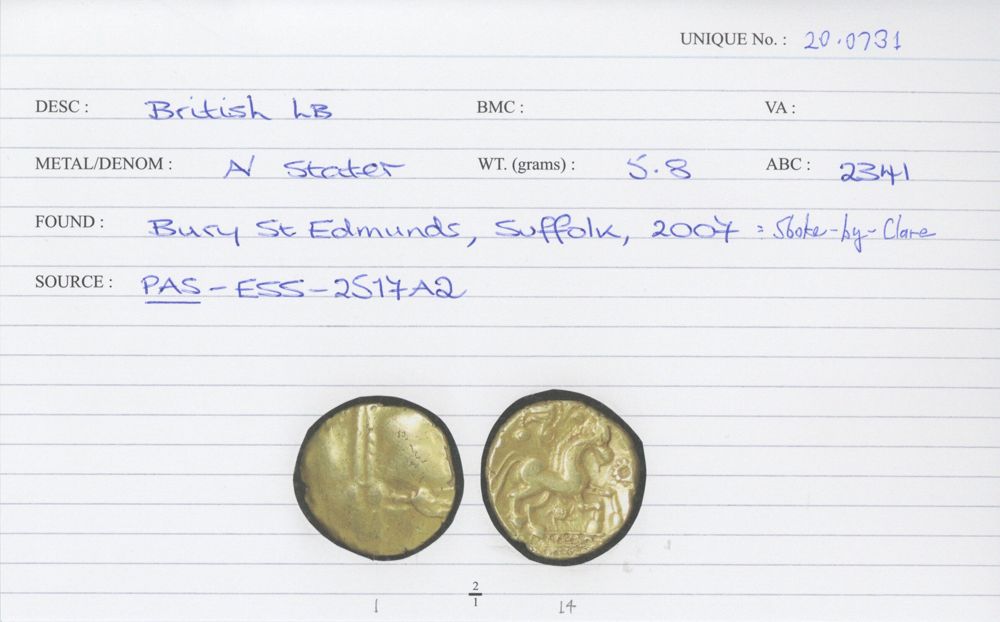 UNIQUE No. : 20.0731
DESC : British LB BMC : VA :
METAL/DENOM : A/ Stater WT. (grams) : 5.8 ABC : 2341
FOUND : Bury St Edmunds, Suffolk, 2007 = Stoke-by-Clare
SOURCE : PAS-ESS-2517A2
2
1
1 14